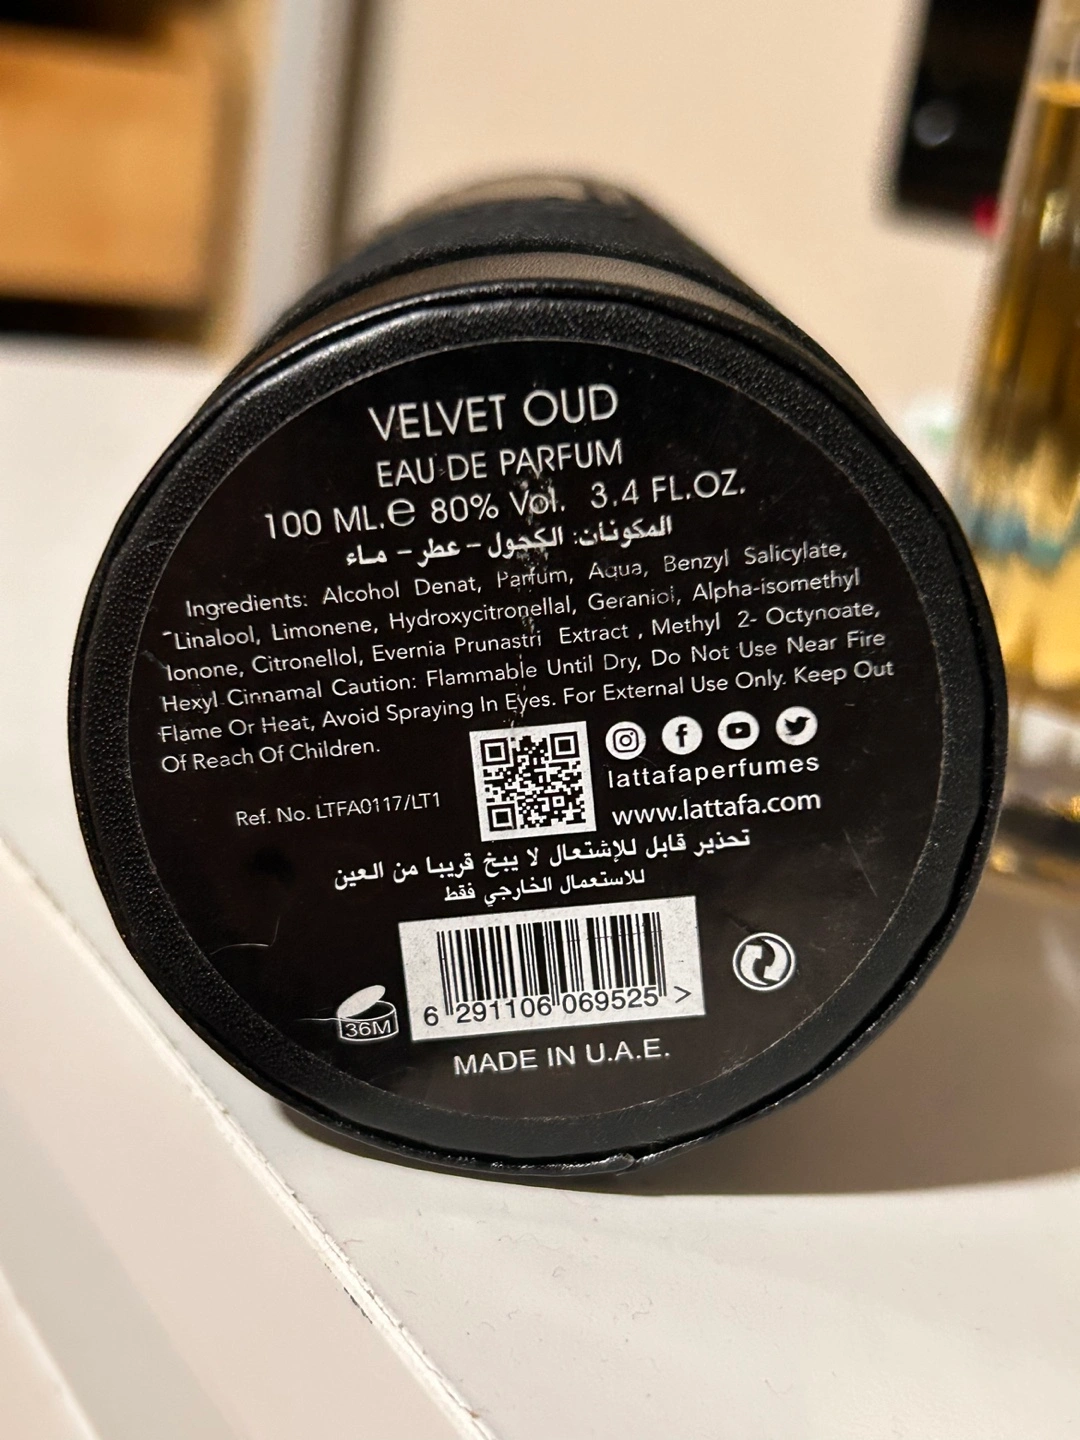 VELVET OUD
EAU DE PARFUM
100 ML.e 80% Vol. 3.4 FL.OZ.
المكونات: الكحول - عطر - ماء
Ingredients: Alcohol Denat, Parfum, Aqua, Benzyl Salicylate,
Linalool, Limonene, Hydroxycitronellal, Geraniol, Alpha-isomethyl
Ionone, Citronellol, Evernia Prunastri Extract , Methyl 2- Octynoate,
Hexyl Cinnamal Caution: Flammable Until Dry, Do Not Use Near Fire
Flame Or Heat, Avoid Spraying In Eyes. For External Use Only. Keep Out
Of Reach Of Children.
lattafaperfumes
www.lattafa.com
Ref. No. LTFA0117/LT1
تحذير قابل للإشتعال لا يبخ قريبا من العين
للاستعمال الخارجي فقط
36M
6 291106 069525 >
MADE IN U.A.E.